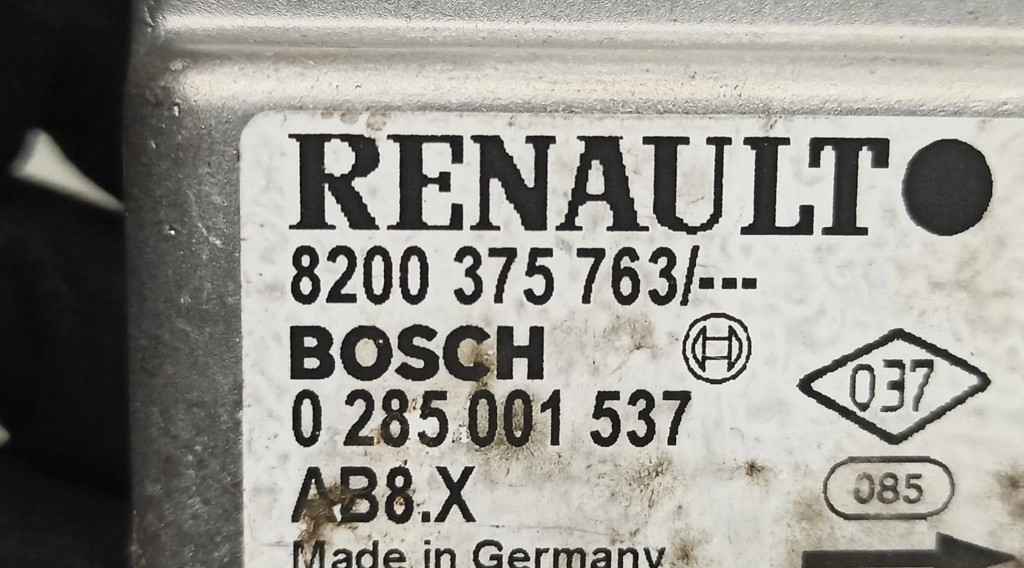 RENAULT
8200 375 763/---
BOSCH
0 285 001 537
037
AB8.X
085
Made in Germany